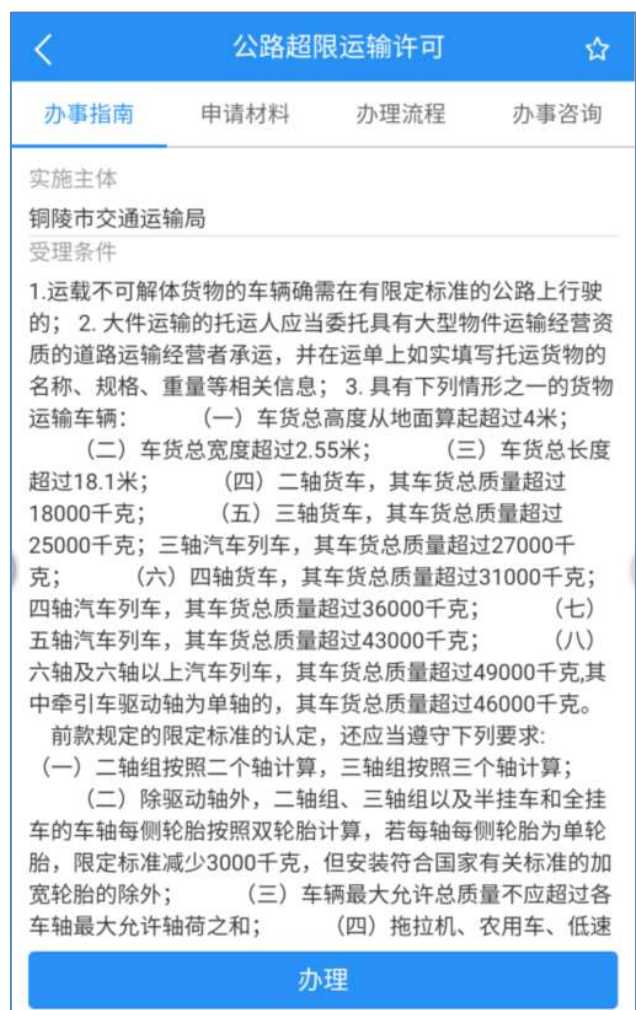 公路超限运输许可
办事指南 申请材料 办理流程 办事咨询
实施主体
铜陵市交通运输局
受理条件
1.运载不可解体货物的车辆确需在有限定标准的公路上行驶
的； 2. 大件运输的托运人应当委托具有大型物件运输经营资
质的道路运输经营者承运，并在运单上如实填写托运货物的
名称、规格、重量等相关信息； 3. 具有下列情形之一的货物
运输车辆： （一）车货总高度从地面算起超过4米；
（二）车货总宽度超过2.55米； （三）车货总长度
超过18.1米； （四）二轴货车，其车货总质量超过
18000千克； （五）三轴货车，其车货总质量超过
25000千克；三轴汽车列车，其车货总质量超过27000千
克； （六）四轴货车，其车货总质量超过31000千克；
四轴汽车列车，其车货总质量超过36000千克； （七）
五轴汽车列车，其车货总质量超过43000千克； （八）
六轴及六轴以上汽车列车，其车货总质量超过49000千克,其
中牵引车驱动轴为单轴的，其车货总质量超过46000千克。
前款规定的限定标准的认定，还应当遵守下列要求:
（一）二轴组按照二个轴计算，三轴组按照三个轴计算；
（二）除驱动轴外，二轴组、三轴组以及半挂车和全挂
车的车轴每侧轮胎按照双轮胎计算，若每轴每侧轮胎为单轮
胎，限定标准减少3000千克，但安装符合国家有关标准的加
宽轮胎的除外； （三）车辆最大允许总质量不应超过各
车轴最大允许轴荷之和； （四）拖拉机、农用车、低速
办理